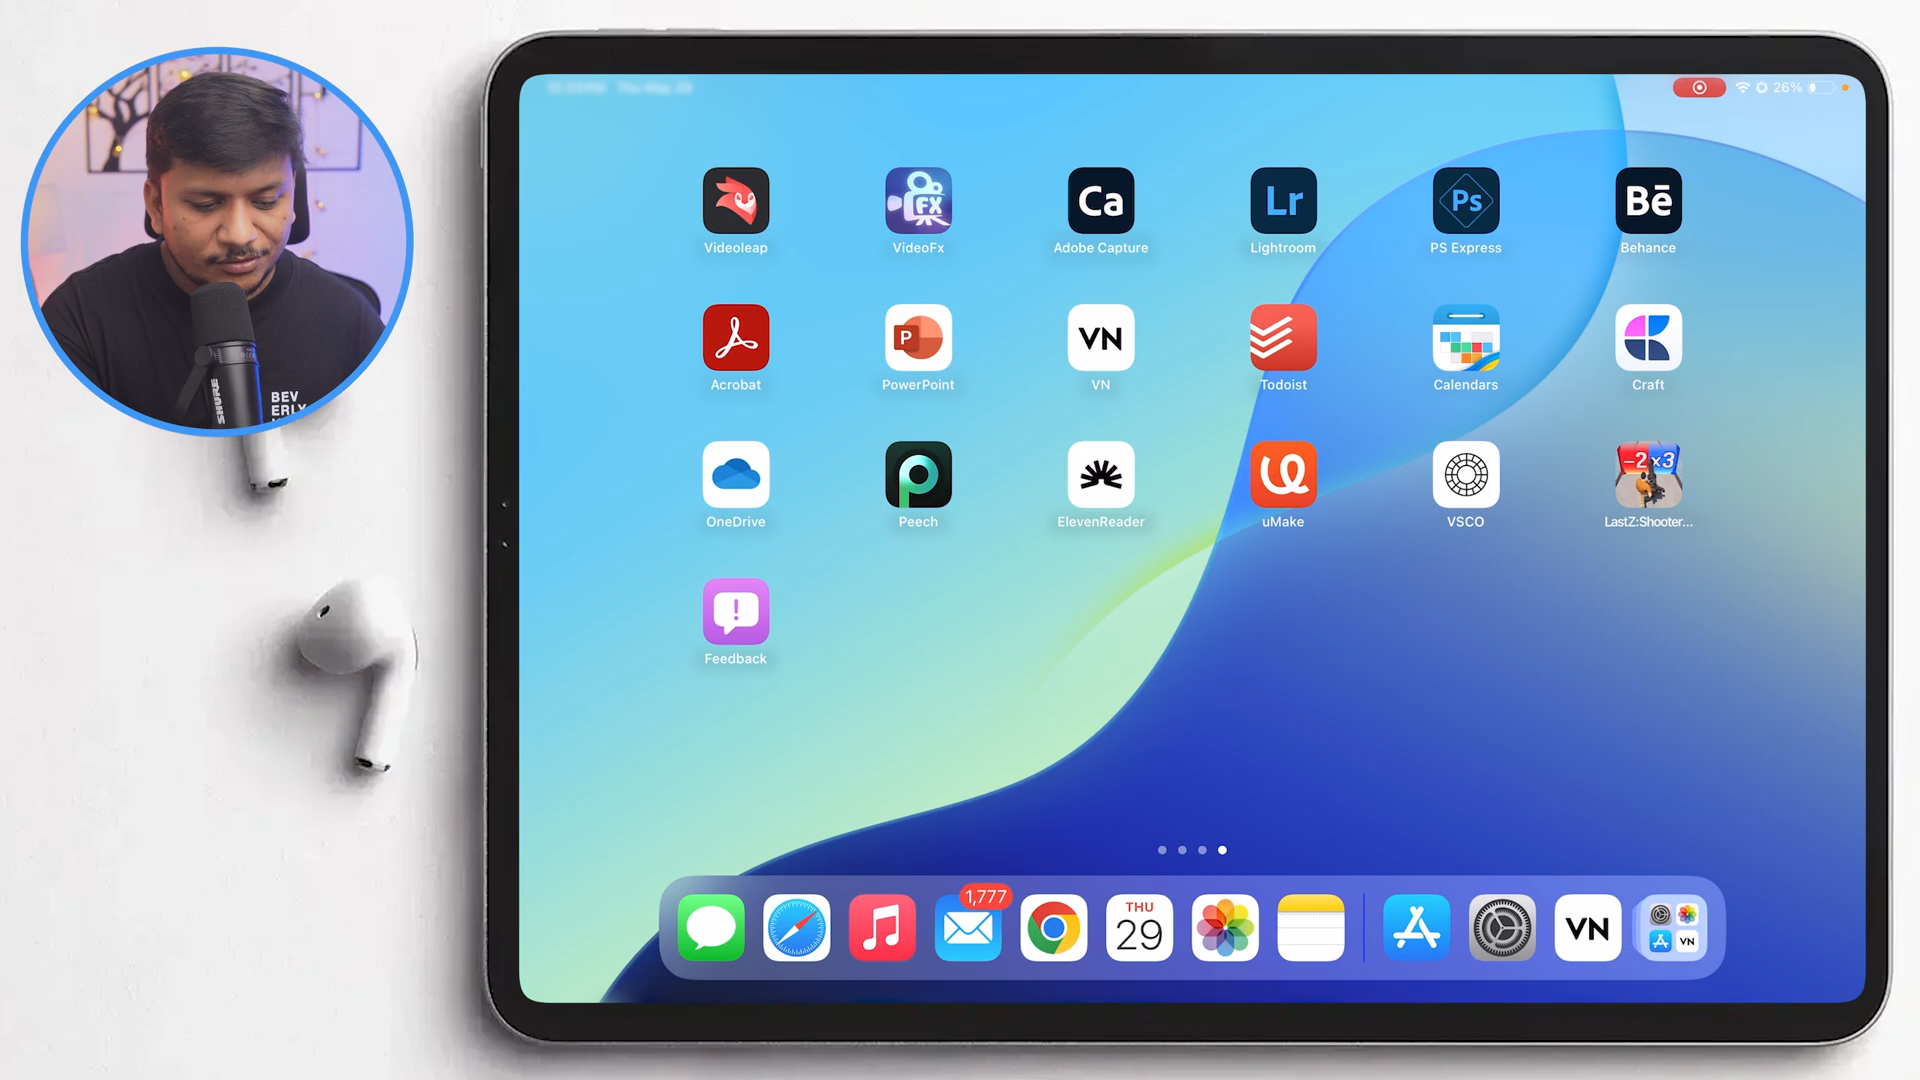 26%
Videoleap
FX
VideoFx
Ca
Adobe Capture
Lr
Lightroom
Ps
PS Express
Bē
Behance
Acrobat
P
PowerPoint
VN
VN
Todoist
Calendars
Craft
OneDrive
Peech
ElevenReader
uMake
VSCO
-2 x3
LastZ:Shooter...
!
Feedback
SHURE
BEV
ERLY
1,777
THU
29
VN
VN